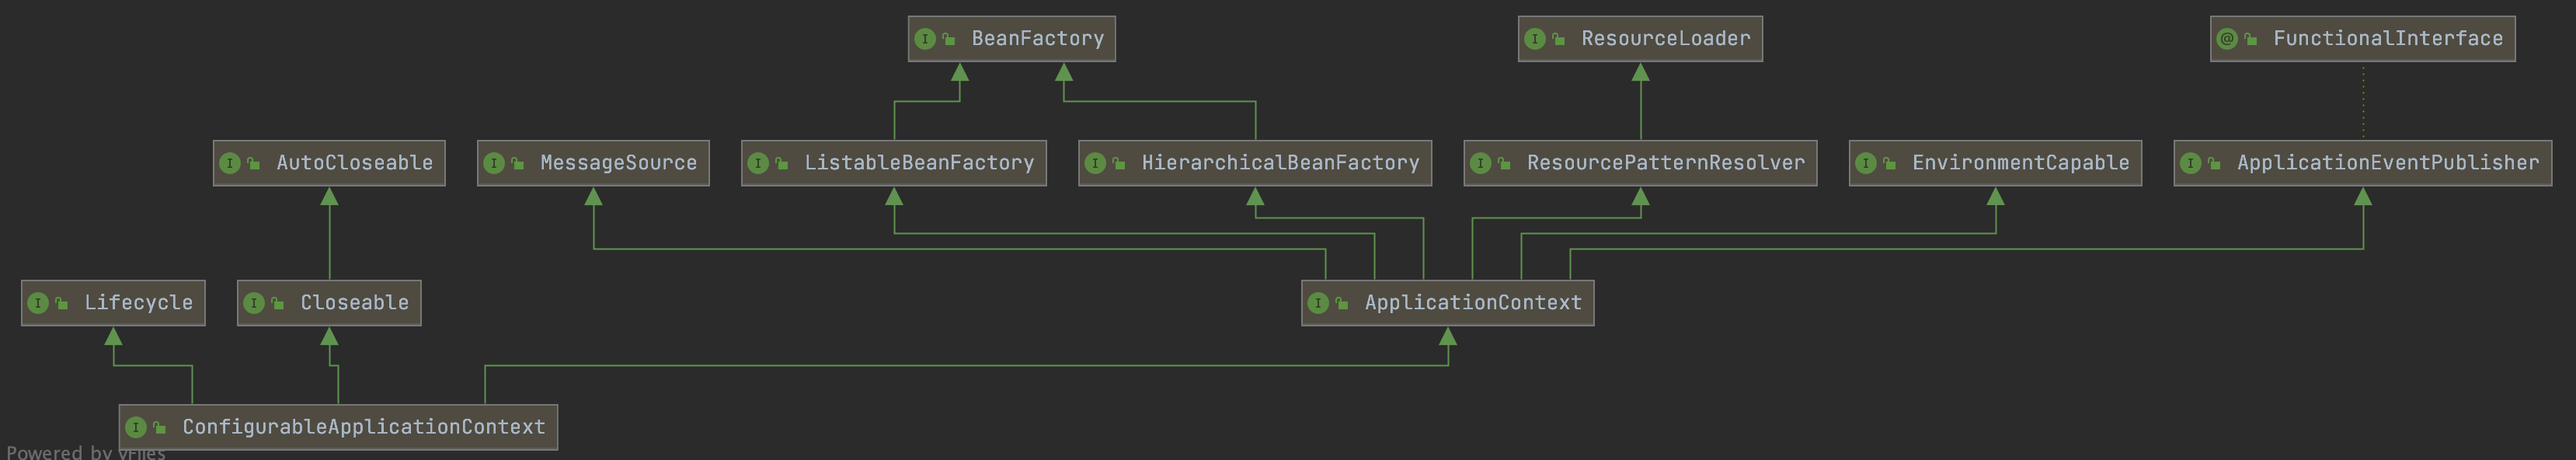 BeanFactory
ResourceLoader
FunctionalInterface
AutoCloseable
MessageSource
ListableBeanFactory
HierarchicalBeanFactory
ResourcePatternResolver
EnvironmentCapable
ApplicationEventPublisher
Lifecycle
Closeable
ApplicationContext
ConfigurableApplicationContext
Powered by yFiles